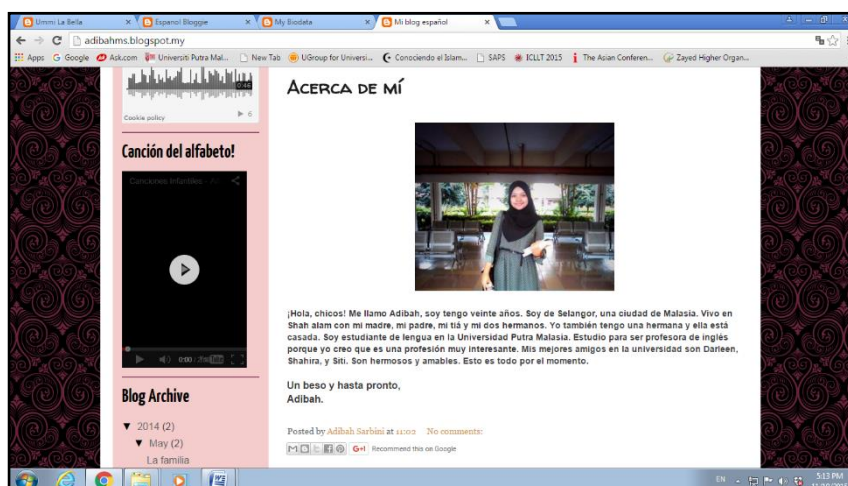 Ummi La Bella
Espanol Bloggie
My Biodata
Mi blog español
adibahms.blogspot.my
Apps Google Ask.com Universiti Putra Mal... New Tab UGroup for Universi... Conociendo el Islam... SAPS ICLLT 2015 The Asian Conferen... Zayed Higher Organ...
0:46
Cookie policy 6
Canción del alfabeto!
Canciones Infantiles - A
0:00
Blog Archive
▼ 2014 (2)
▼ May (2)
La familia
Acerca de mí
¡Hola, chicos! Me llamo Adibah, soy tengo veinte años. Soy de Selangor, una ciudad de Malasia. Vivo en
Shah alam con mi madre, mi padre, mi tiá y mi dos hermanos. Yo también tengo una hermana y ella está
casada. Soy estudiante de lengua en la Universidad Putra Malasia. Estudio para ser profesora de inglés
porque yo creo que es una profesión muy interesante. Mis mejores amigos en la universidad son Darleen,
Shahira, y Siti. Son hermosos y amables. Esto es todo por el momento.
Un beso y hasta pronto,
Adibah.
Posted by Adibah Sarbini at 11:02 No comments:
G+1 Recommend this on Google
EN 5:13 PM